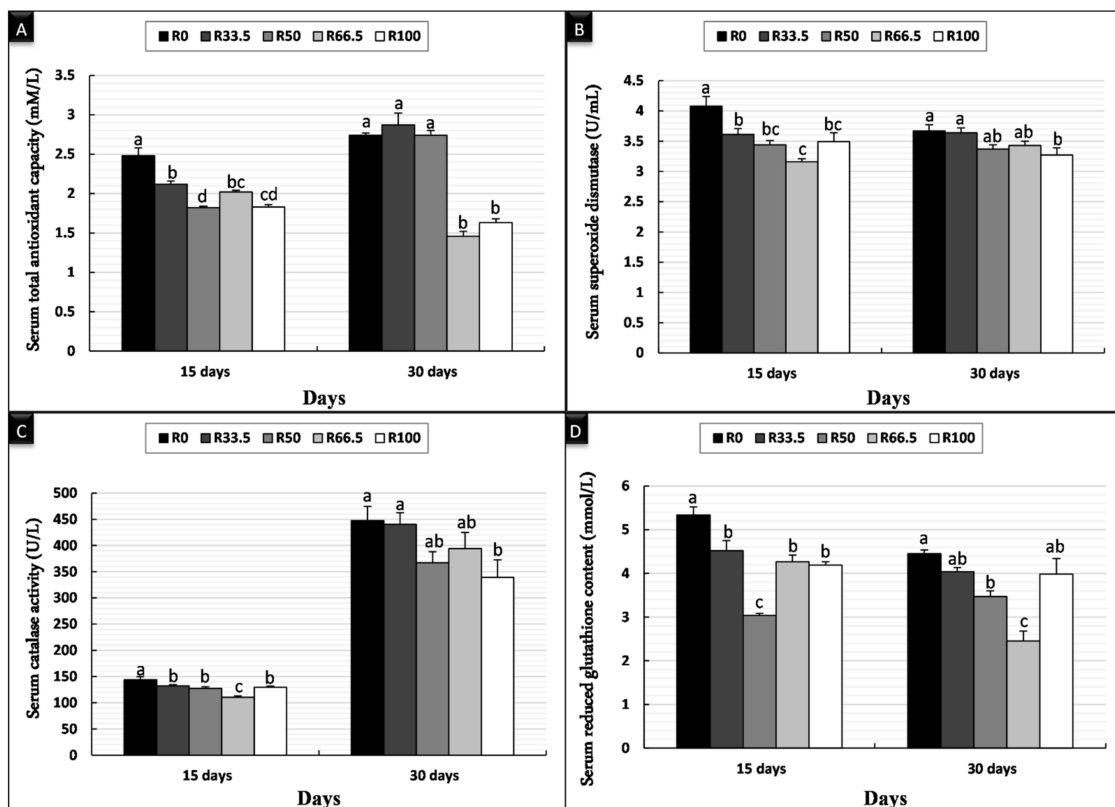 A
R0 R33.5 R50 R66.5 R100
Serum total antioxidant capacity (mM/L)
3.5
3
2.5
2
1.5
1
0.5
0
a b d bc cd
a a a b b
15 days 30 days
Days
B
R0 R33.5 R50 R66.5 R100
Serum superoxide dismutase (U/mL)
4.5
4
3.5
3
2.5
2
1.5
1
0.5
0
a b bc c bc
a a ab ab b
15 days 30 days
Days
C
R0 R33.5 R50 R66.5 R100
Serum catalase activity (U/L)
500
450
400
350
300
250
200
150
100
50
0
a b b c b
a a ab ab b
15 days 30 days
Days
D
R0 R33.5 R50 R66.5 R100
Serum reduced glutathione content (mmol/L)
6
5
4
3
2
1
0
a b c b b
a ab b c ab
15 days 30 days
Days